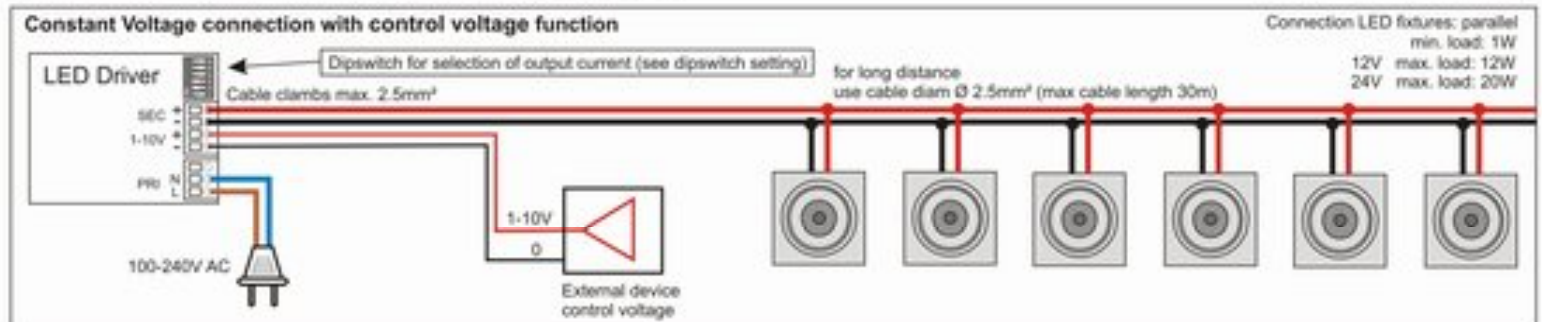 Constant Voltage connection with control voltage function
Connection LED fixtures: parallel
min. load: 1W
12V max. load: 12W
24V max. load: 20W
LED Driver
Dipswitch for selection of output current (see dipswitch setting)
for long distance
use cable diam Ø 2.5mm² (max cable length 30m)
Cable clambs max. 2.5mm²
SEC + -
1-10V + -
PRI N L
1-10V
0
100-240V AC
External device
control voltage